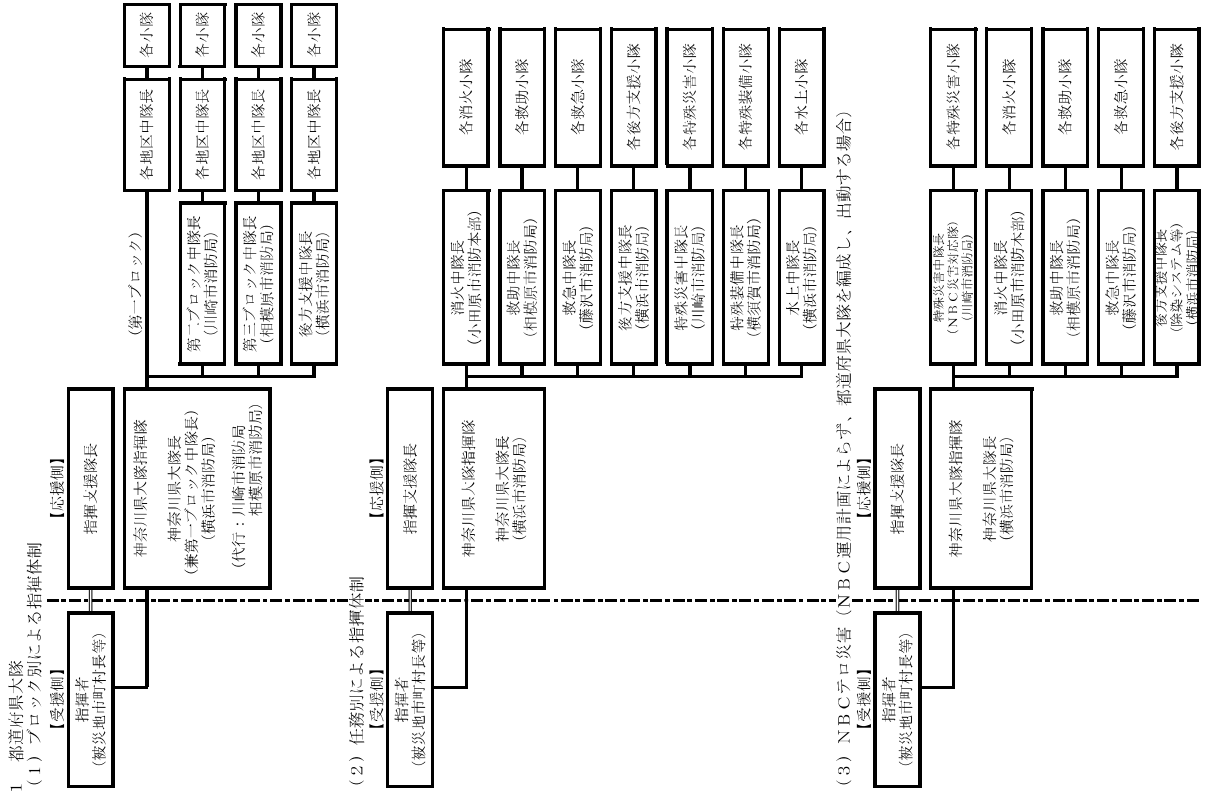 1 都道府県大隊
(1)ブロック別による指揮体制
【受援側】
【応援側】
指揮者
(被災地市町村長等)
指揮支援隊長
神奈川県大隊指揮隊
神奈川県大隊長
(兼第一ブロック中隊長)
(横浜市消防局)
(代行:川崎市消防局
相模原市消防局)
(第一ブロック)
各地区中隊長
各小隊
第二ブロック中隊長
(川崎市消防局)
各地区中隊長
各小隊
第三ブロック中隊長
(相模原市消防局)
各地区中隊長
各小隊
後方支援中隊長
(横浜市消防局)
各地区中隊長
各小隊
(2)任務別による指揮体制
【受援側】
【応援側】
指揮者
(被災地市町村長等)
指揮支援隊長
神奈川県大隊指揮隊
神奈川県大隊長
(横浜市消防局)
消火中隊長
(小田原市消防本部)
各消火小隊
救助中隊長
(相模原市消防局)
各救助小隊
救急中隊長
(藤沢市消防局)
各救急小隊
後方支援中隊長
(横浜市消防局)
各後方支援小隊
特殊災害中隊長
(川崎市消防局)
各特殊災害小隊
特殊装備中隊長
(横須賀市消防局)
各特殊装備小隊
水上中隊長
(横浜市消防局)
各水上小隊
(3)NBCテロ災害(NBC運用計画によらず、都道府県大隊を編成し、出動する場合)
【受援側】
【応援側】
指揮者
(被災地市町村長等)
指揮支援隊長
神奈川県大隊指揮隊
神奈川県大隊長
(横浜市消防局)
特殊災害中隊長
(NBC災害対応隊)
(川崎市消防局)
各特殊災害小隊
消火中隊長
(小田原市消防本部)
各消火小隊
救助中隊長
(相模原市消防局)
各救助小隊
救急中隊長
(藤沢市消防局)
各救急小隊
後方支援中隊長
(除染システム等)
(横浜市消防局)
各後方支援小隊